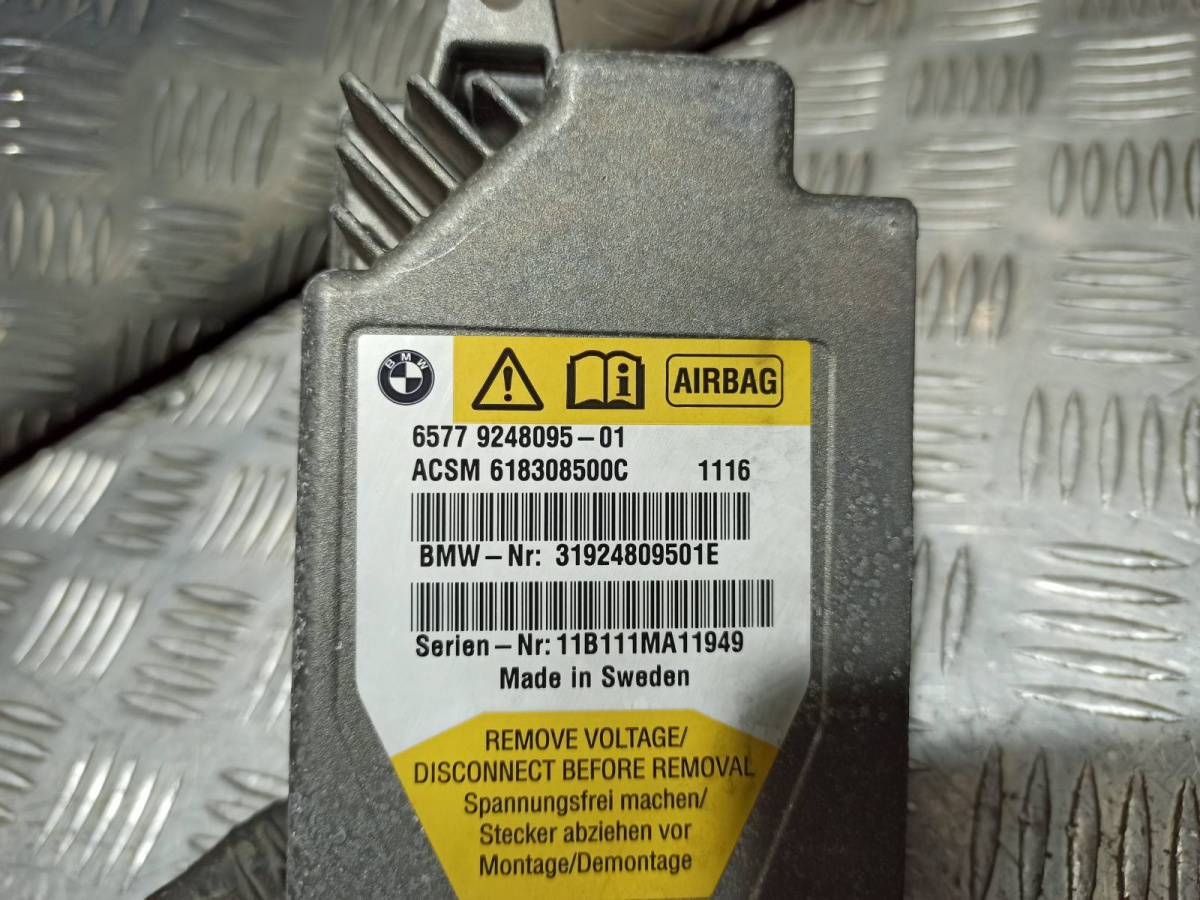 BMW
AIRBAG
6577 9248095-01
ACSM 618308500C 1116
BMW-Nr: 31924809501E
Serien-Nr: 11B111MA11949
Made in Sweden
REMOVE VOLTAGE/
DISCONNECT BEFORE REMOVAL
Spannungsfrei machen/
Stecker abziehen vor
Montage/Demontage